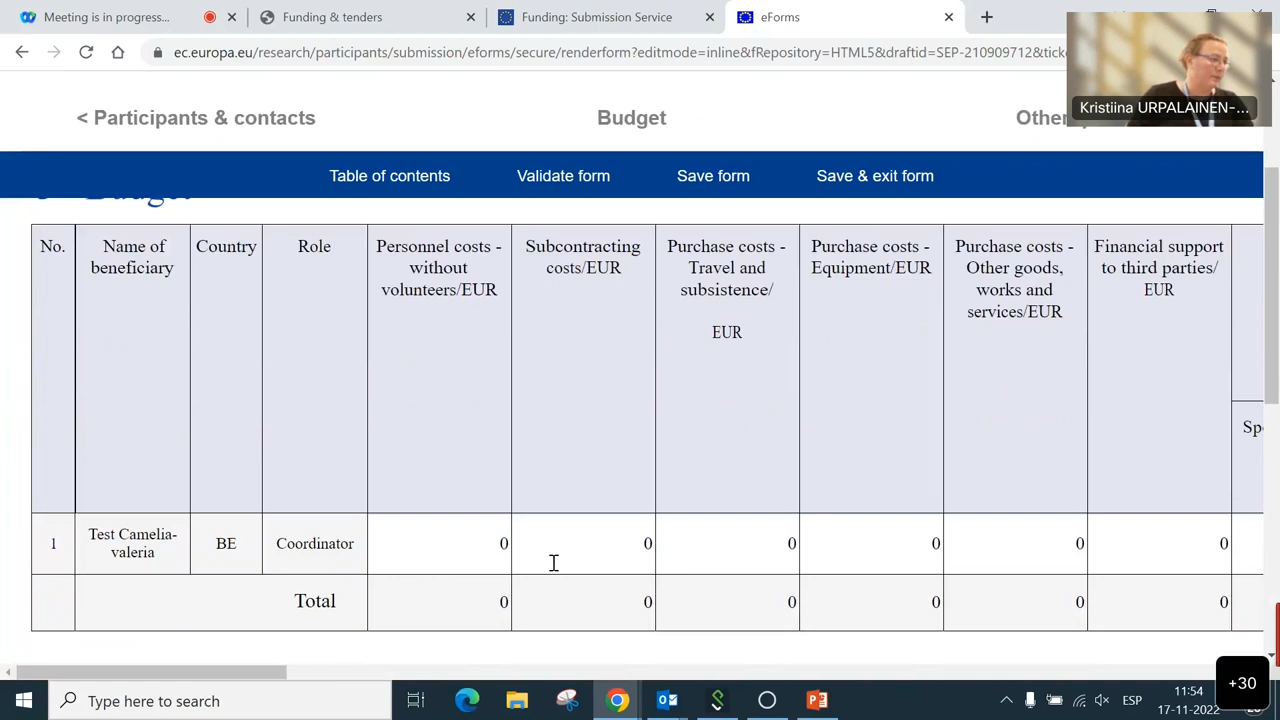 Meeting is in progress...
Funding & tenders
Funding: Submission Service
eForms
ec.europa.eu/research/participants/submission/eforms/secure/renderform?editmode=inline&fRepository=HTML5&draftid=SEP-210909712&ticke
Kristiina URPALAINEN-...
< Participants & contacts
Budget
Other
Table of contents
Validate form
Save form
Save & exit form
Budget
No.
Name of
beneficiary
Country
Role
Personnel costs -
without
volunteers/EUR
Subcontracting
costs/EUR
Purchase costs -
Travel and
subsistence/
EUR
Purchase costs -
Equipment/EUR
Purchase costs -
Other goods,
works and
services/EUR
Financial support
to third parties/
EUR
1
Test Camelia-
valeria
BE
Coordinator
0
0
0
0
0
0
Total
0
0
0
0
0
0
+30
Type here to search
ESP
11:54
17-11-2022